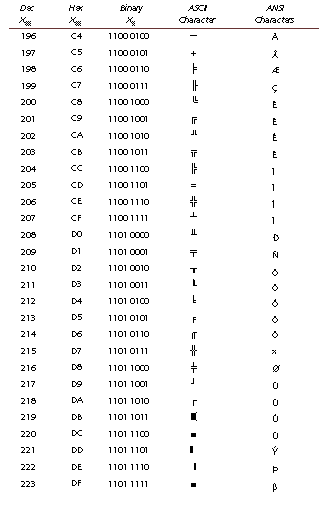 Dec Hex Binary ASCII ANSI
X X X Character Character
196 C4 1100 0100 ─ Ä
197 C5 1100 0101 + Å
198 C6 1100 0110 ╞ Æ
199 C7 1100 0111 ╟ Ç
200 C8 1100 1000 ╚ È
201 C9 1100 1001 ╔ É
202 CA 1100 1010 ╩ Ê
203 CB 1100 1011 ╦ Ë
204 CC 1100 1100 ╠ Ì
205 CD 1100 1101 = Í
206 CE 1100 1110 ╬ Î
207 CF 1100 1111 ╧ Ï
208 D0 1101 0000 ╨ Ð
209 D1 1101 0001 ╤ Ñ
210 D2 1101 0010 ╥ Ò
211 D3 1101 0011 ╙ Ó
212 D4 1101 0100 ╘ Ô
213 D5 1101 0101 ╒ Õ
214 D6 1101 0110 ╓ Ö
215 D7 1101 0111 ╫ ×
216 D8 1101 1000 ╪ Ø
217 D9 1101 1001 ┘ Ù
218 DA 1101 1010 ┌ Ú
219 DB 1101 1011 █ Û
220 DC 1101 1100 ▄ Ü
221 DD 1101 1101 ▌ Ý
222 DE 1101 1110 ▐ Þ
223 DF 1101 1111 ▀ ß